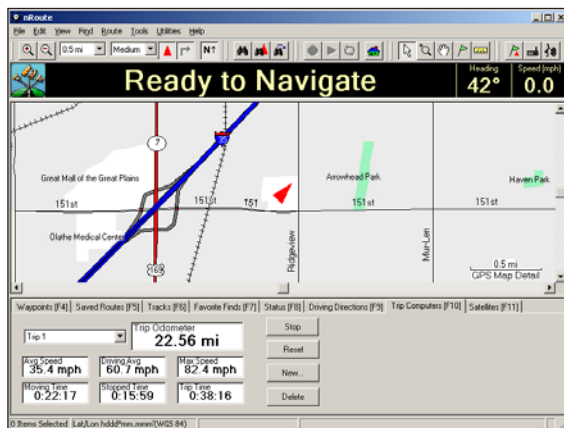 nRoute
File Edit View Find Route Tools Utilities Help
0.5 mi Medium N↑
Ready to Navigate
Heading
42°
Speed (mph)
0.0
7
35
Great Mall of the Great Plains
Arrowhead Park
Haven Park
151st 151st 151 151st 151st
Olathe Medical Center
169
Ridgeview
Mur-Len
0.5 mi
GPS Map Detail
Waypoints [F4] Saved Routes [F5] Tracks [F6] Favorite Finds [F7] Status [F8] Driving Directions [F9] Trip Computers [F10] Satellites [F11]
Trip 1
Trip Odometer
22.56 mi
Stop
Reset
New...
Delete
Avg Speed
35.4 mph
Driving Avg
60.7 mph
Max Speed
82.4 mph
Moving Time
0:22:17
Stopped Time
0:15:59
Trip Time
0:38:16
0 Items Selected Lat/Lon hddd°mm.mmm'(WGS 84)